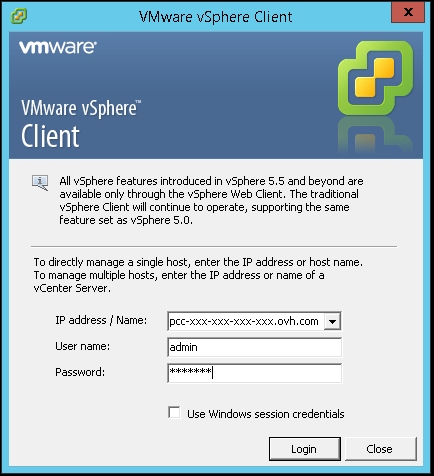 VMware vSphere Client
vmware®
VMware vSphere™
Client
All vSphere features introduced in vSphere 5.5 and beyond are
available only through the vSphere Web Client. The traditional
vSphere Client will continue to operate, supporting the same
feature set as vSphere 5.0.
To directly manage a single host, enter the IP address or host name.
To manage multiple hosts, enter the IP address or name of a
vCenter Server.
IP address / Name: pcc-xxx-xxx-xxx-xxx.ovh.com
User name: admin
Password: *******
Use Windows session credentials
Login Close